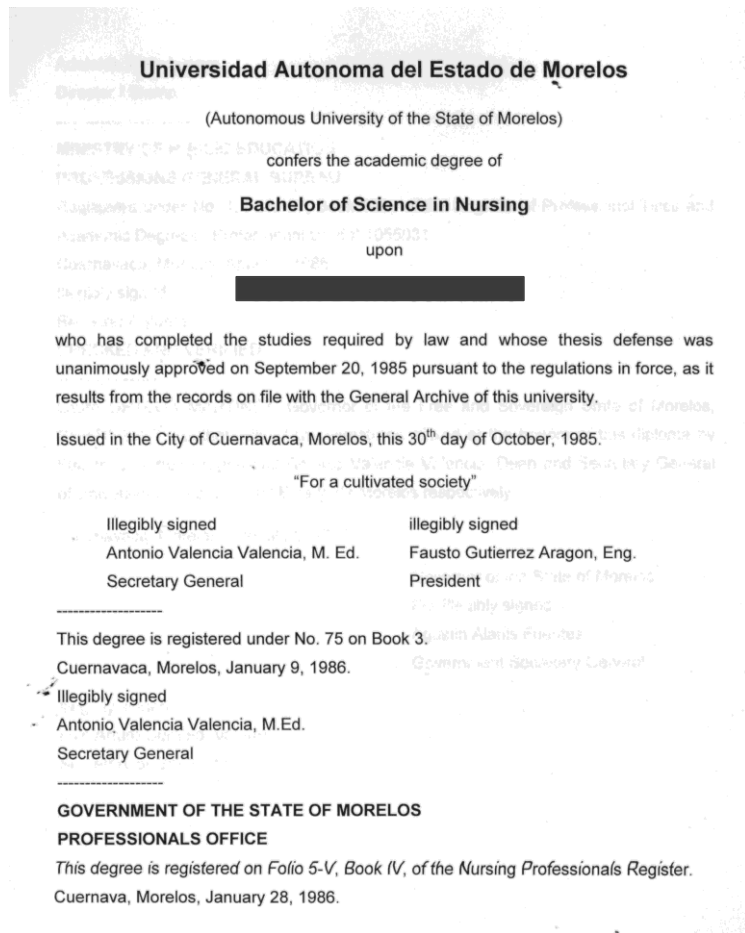 Universidad Autonoma del Estado de Morelos
(Autonomous University of the State of Morelos)
confers the academic degree of
Bachelor of Science in Nursing
upon
who has completed the studies required by law and whose thesis defense was
unanimously approved on September 20, 1985 pursuant to the regulations in force, as it
results from the records on file with the General Archive of this university.
Issued in the City of Cuernavaca, Morelos, this 30th day of October, 1985.
“For a cultivated society”
Illegibly signed illegibly signed
Antonio Valencia Valencia, M. Ed. Fausto Gutierrez Aragon, Eng.
Secretary General President
-------------------
This degree is registered under No. 75 on Book 3.
Cuernavaca, Morelos, January 9, 1986.
Illegibly signed
Antonio Valencia Valencia, M.Ed.
Secretary General
-------------------
GOVERNMENT OF THE STATE OF MORELOS
PROFESSIONALS OFFICE
This degree is registered on Folio 5-V, Book IV, of the Nursing Professionals Register.
Cuernava, Morelos, January 28, 1986.